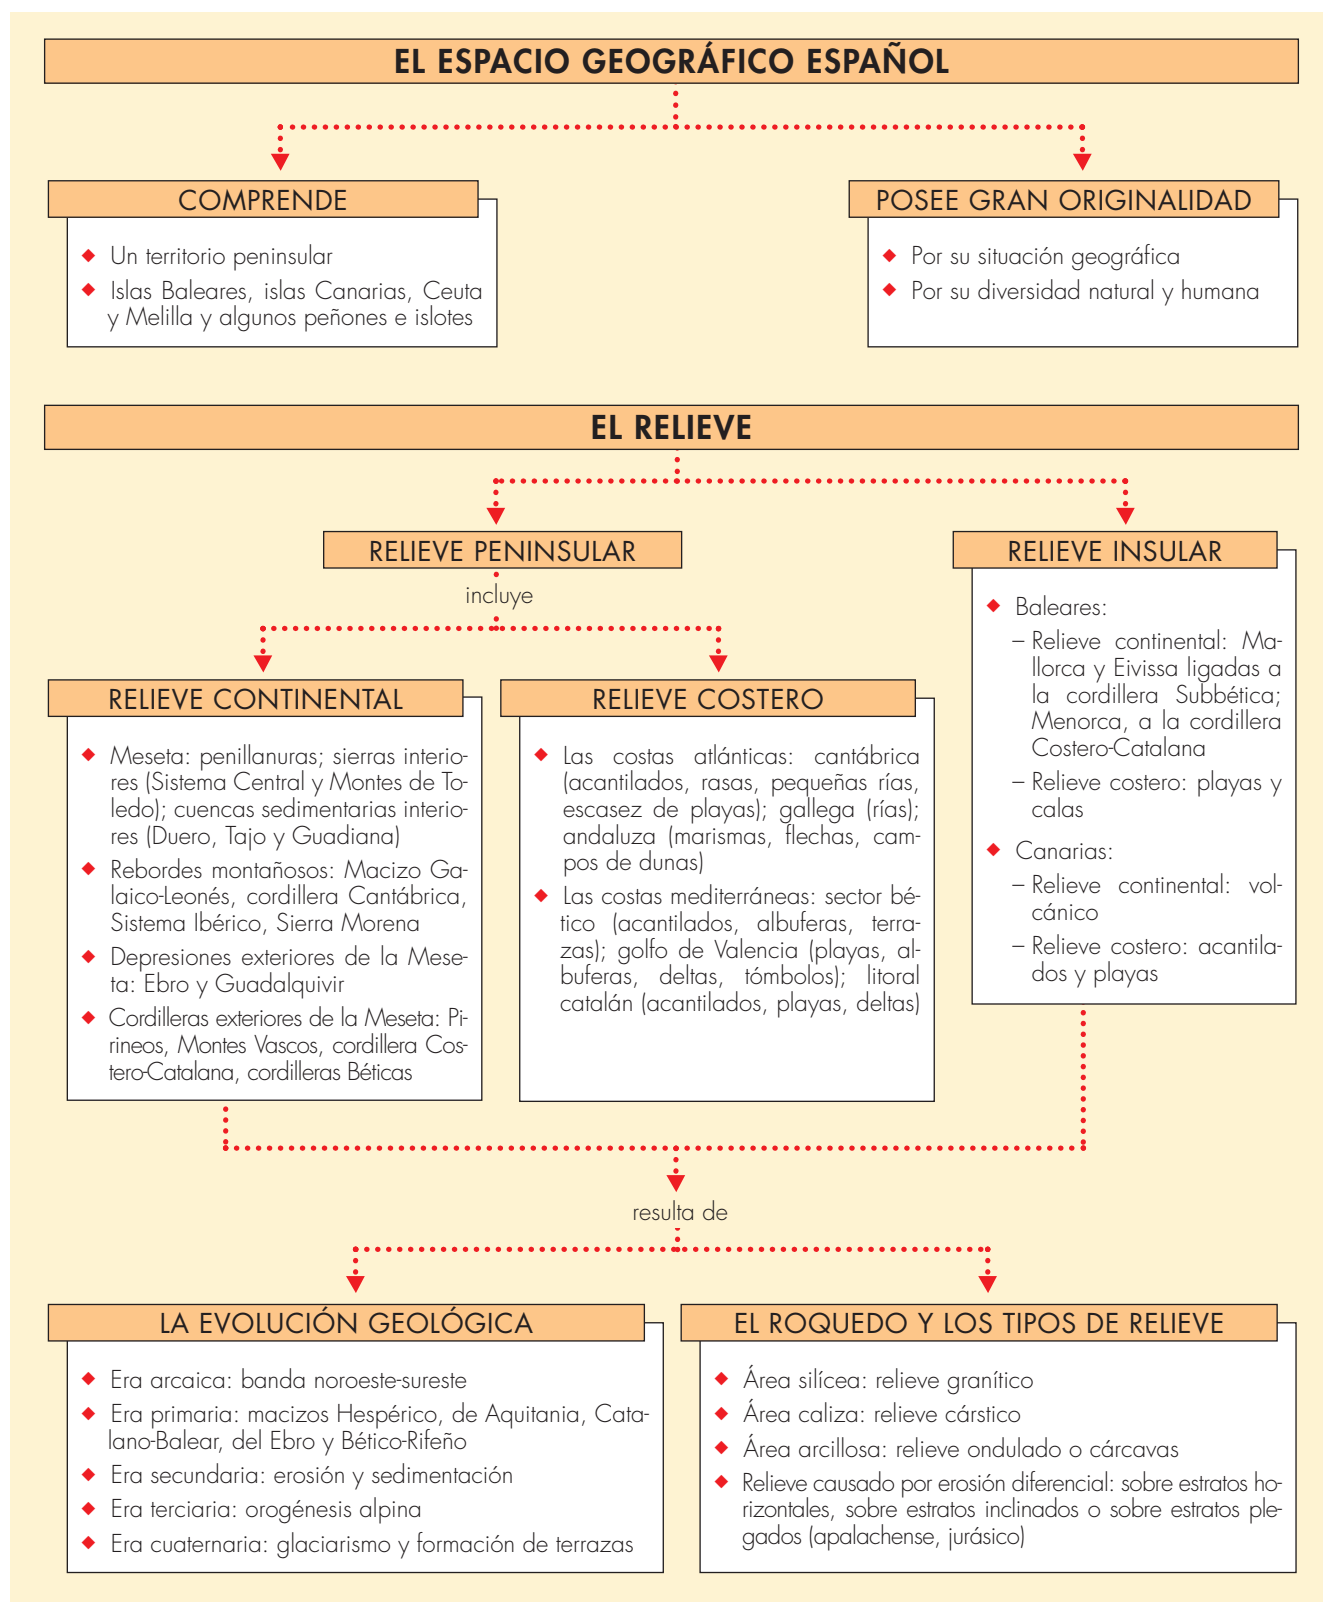 EL ESPACIO GEOGRÁFICO ESPAÑOL
COMPRENDE
◆ Un territorio peninsular
◆ Islas Baleares, islas Canarias, Ceuta
y Melilla y algunos peñones e islotes
POSEE GRAN ORIGINALIDAD
◆ Por su situación geográfica
◆ Por su diversidad natural y humana
EL RELIEVE
RELIEVE PENINSULAR
incluye
RELIEVE CONTINENTAL
◆ Meseta: penillanuras; sierras interio-
res (Sistema Central y Montes de To-
ledo); cuencas sedimentarias interio-
res (Duero, Tajo y Guadiana)
◆ Rebordes montañosos: Macizo Ga-
laico-Leonés, cordillera Cantábrica,
Sistema Ibérico, Sierra Morena
◆ Depresiones exteriores de la Mese-
ta: Ebro y Guadalquivir
◆ Cordilleras exteriores de la Meseta: Pi-
rineos, Montes Vascos, cordillera Cos-
tero-Catalana, cordilleras Béticas
RELIEVE COSTERO
◆ Las costas atlánticas: cantábrica
(acantilados, rasas, pequeñas rías,
escasez de playas); gallega (rías);
andaluza (marismas, flechas, cam-
pos de dunas)
◆ Las costas mediterráneas: sector bé-
tico (acantilados, albuferas, terra-
zas); golfo de Valencia (playas, al-
buferas, deltas, tómbolos); litoral
catalán (acantilados, playas, deltas)
RELIEVE INSULAR
◆ Baleares:
– Relieve continental: Ma-
llorca y Eivissa ligadas a
la cordillera Subbética;
Menorca, a la cordillera
Costero-Catalana
– Relieve costero: playas y
calas
◆ Canarias:
– Relieve continental: vol-
cánico
– Relieve costero: acantila-
dos y playas
resulta de
LA EVOLUCIÓN GEOLÓGICA
◆ Era arcaica: banda noroeste-sureste
◆ Era primaria: macizos Hespérico, de Aquitania, Cata-
lano-Balear, del Ebro y Bético-Rifeño
◆ Era secundaria: erosión y sedimentación
◆ Era terciaria: orogénesis alpina
◆ Era cuaternaria: glaciarismo y formación de terrazas
EL ROQUEDO Y LOS TIPOS DE RELIEVE
◆ Área silícea: relieve granítico
◆ Área caliza: relieve cárstico
◆ Área arcillosa: relieve ondulado o cárcavas
◆ Relieve causado por erosión diferencial: sobre estratos ho-
rizontales, sobre estratos inclinados o sobre estratos ple-
gados (apalachense, jurásico)